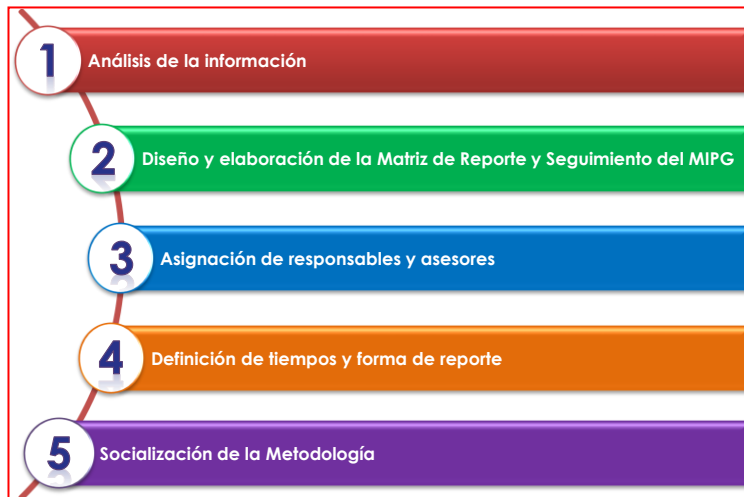 1 Análisis de la información
2 Diseño y elaboración de la Matriz de Reporte y Seguimiento del MIPG
3 Asignación de responsables y asesores
4 Definición de tiempos y forma de reporte
5 Socialización de la Metodología